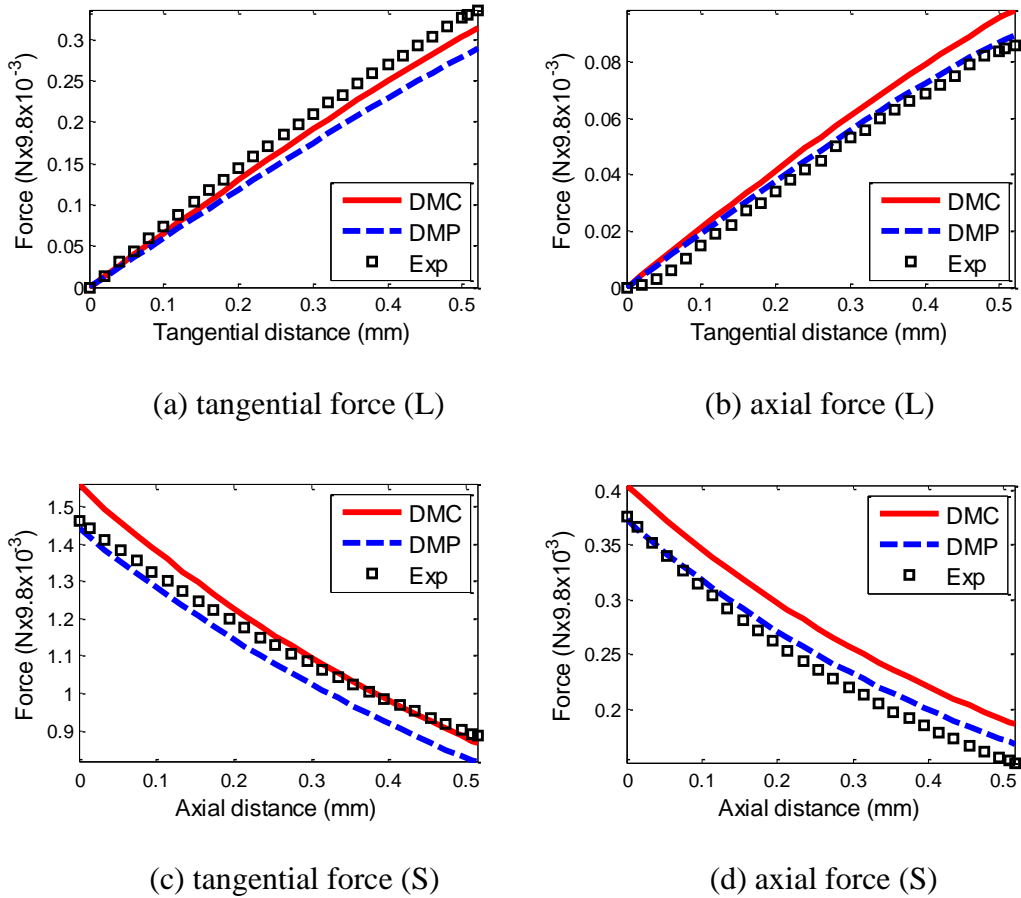 0.3
0.25
0.2
0.15
0.1
0.05
0
0 0.1 0.2 0.3 0.4 0.5
Force (Nx9.8x10-3)
Tangential distance (mm)
DMC
DMP
Exp
(a) tangential force (L)
0.08
0.06
0.04
0.02
0
0 0.1 0.2 0.3 0.4 0.5
Force (Nx9.8x10-3)
Tangential distance (mm)
DMC
DMP
Exp
(b) axial force (L)
1.5
1.4
1.3
1.2
1.1
1
0.9
0 0.1 0.2 0.3 0.4 0.5
Force (Nx9.8x10-3)
Axial distance (mm)
DMC
DMP
Exp
(c) tangential force (S)
0.4
0.35
0.3
0.25
0.2
0 0.1 0.2 0.3 0.4 0.5
Force (Nx9.8x10-3)
Axial distance (mm)
DMC
DMP
Exp
(d) axial force (S)